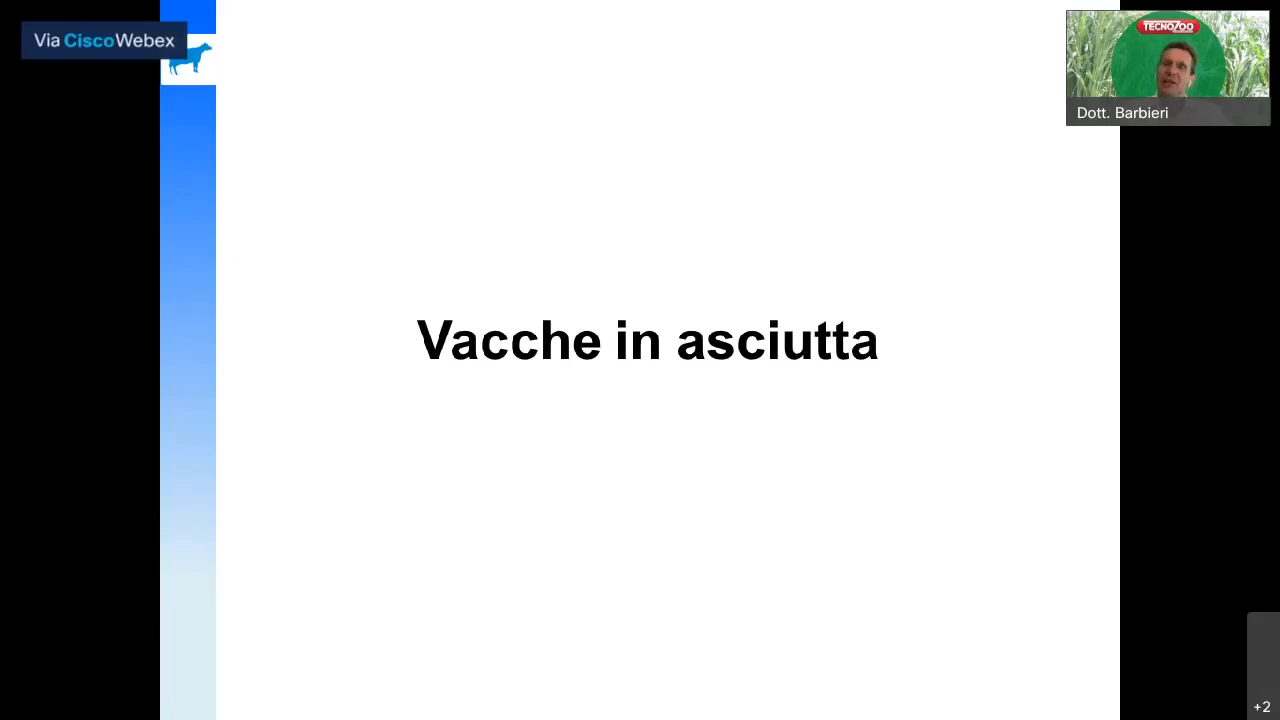 Via CiscoWebex
TECNOZOO
Dott. Barbieri
Vacche in asciutta
+2